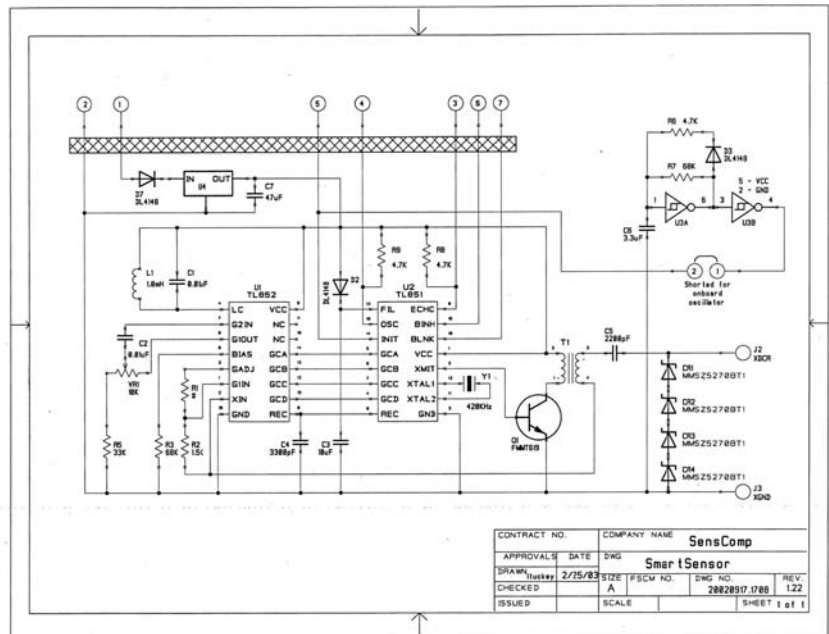 2 1 5 4 3 6 7
R6 4.7K
D3
DL4148
R7 68K
5 - VCC
2 - GND
1 6 3 4
U3A U3B
C8
3.3uF
2 1
Shorted for
onboard
oscillator
IN OUT
U4
D7
DL4148
C7
47uF
R9
4.7K
R8
4.7K
L1
1.0mH
C1
0.01uF
D2
DL4148
U1
TL852
LC VCC
G2IN NC
G1OUT NC
BIAS GCA
GADJ GCB
G1IN GCC
XIN GCD
GND REC
U2
TL851
FIL ECHO
OSC BINH
INIT BLNK
GCA VCC
GCB XMIT
GCC XTAL1
GCD XTAL2
REC GND
C2
0.01uF
VR1
10K
R1
R5
33K
R3
68K
R2
1.5K
C4
3300pF
C3
10uF
Y1
420KHz
Q1
FMMT619
T1
C5
2200pF
J2
XDCR
CR1
MMSZ5270BT1
CR2
MMSZ5270BT1
CR3
MMSZ5270BT1
CR4
MMSZ5270BT1
J3
XGND
CONTRACT NO. COMPANY NAME SensComp
APPROVALS DATE DWG SmartSensor
DRAWN ltuckey 2/25/03 SIZE A FSCM NO. DWG NO. 20020917.1708 REV. 1.22
CHECKED
ISSUED SCALE SHEET 1 of 1